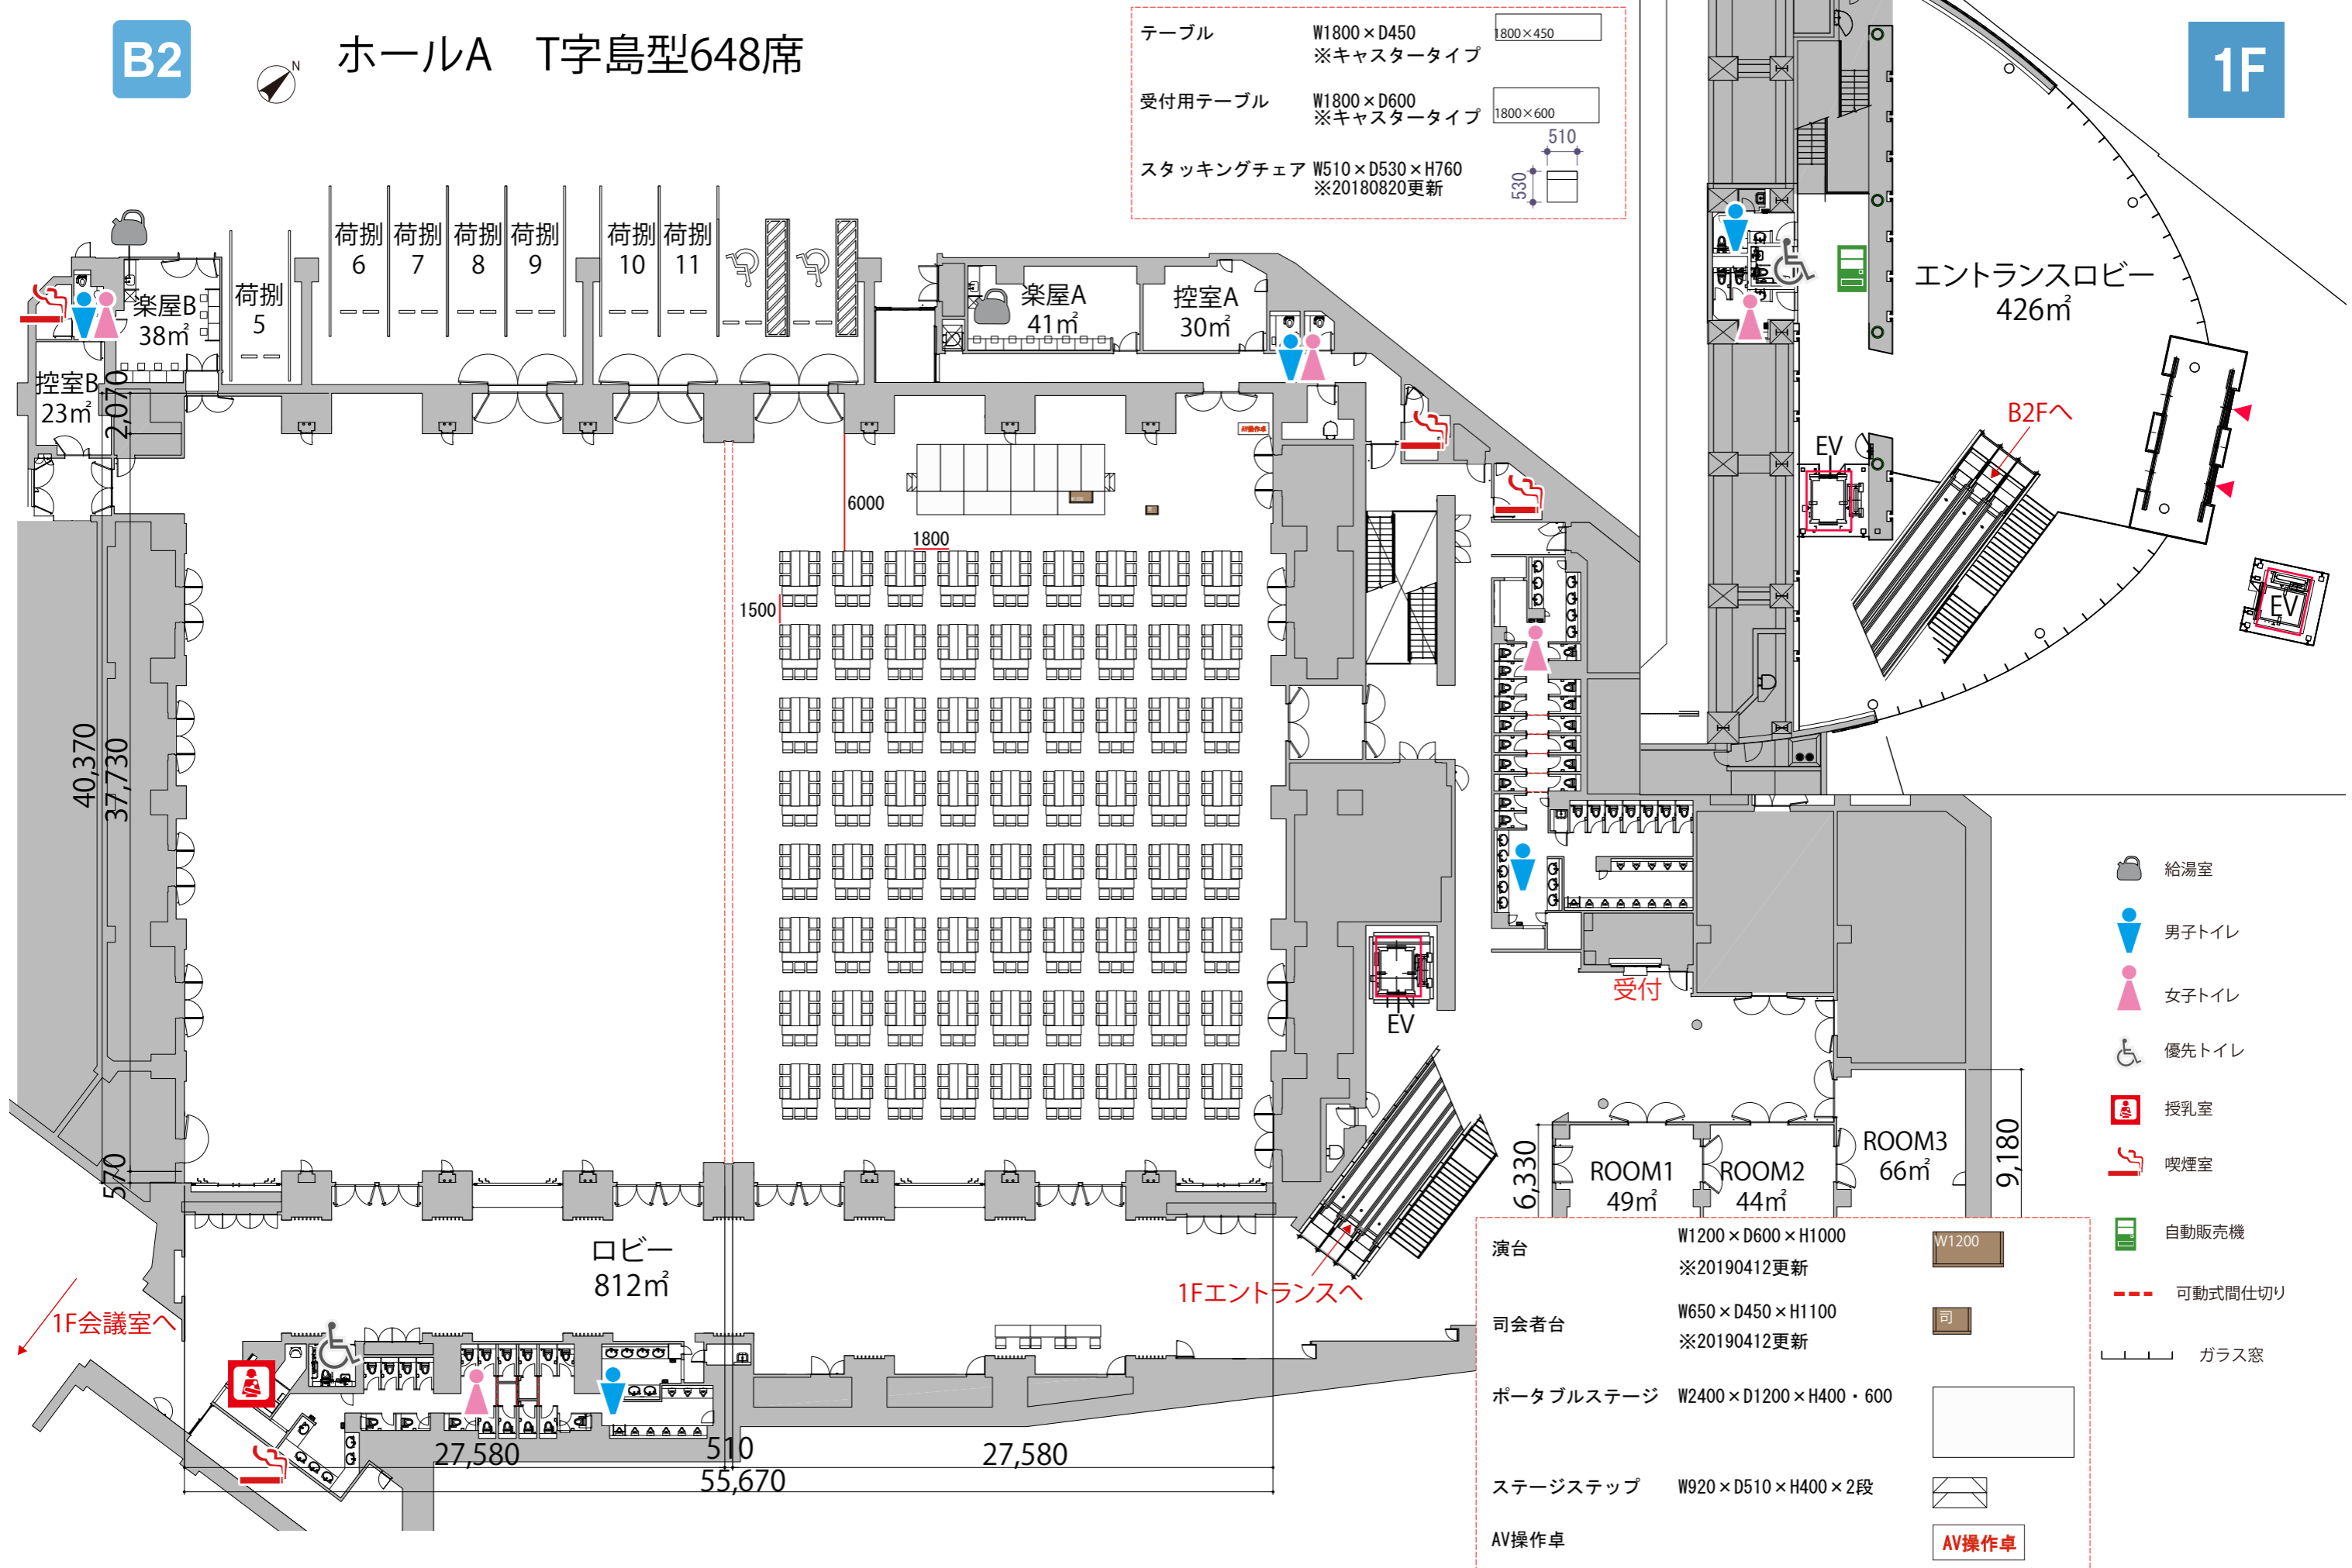 B2
N
ホールA　T字島型648席
テーブル
W1800×D450
※キャスタータイプ
1800×450
受付用テーブル
W1800×D600
※キャスタータイプ
1800×600
スタッキングチェア
W510×D530×H760
※20180820更新
510
530
1F
荷捌
5
荷捌
6
荷捌
7
荷捌
8
荷捌
9
荷捌
10
荷捌
11
楽屋B
38㎡
控室B
23㎡
楽屋A
41㎡
控室A
30㎡
エントランスロビー
426㎡
B2Fへ
EV
EV
AV操作卓
2,070
40,370
37,730
570
6000
1800
1500
EV
受付
ROOM1
49㎡
ROOM2
44㎡
ROOM3
66㎡
6,330
9,180
ロビー
812㎡
1Fエントランスへ
1F会議室へ
27,580
510
27,580
55,670
給湯室
男子トイレ
女子トイレ
優先トイレ
授乳室
喫煙室
自動販売機
可動式間仕切り
ガラス窓
演台
W1200×D600×H1000
※20190412更新
W1200
司会者台
W650×D450×H1100
※20190412更新
司
ポータブルステージ
W2400×D1200×H400・600
ステージステップ
W920×D510×H400×2段
AV操作卓
AV操作卓